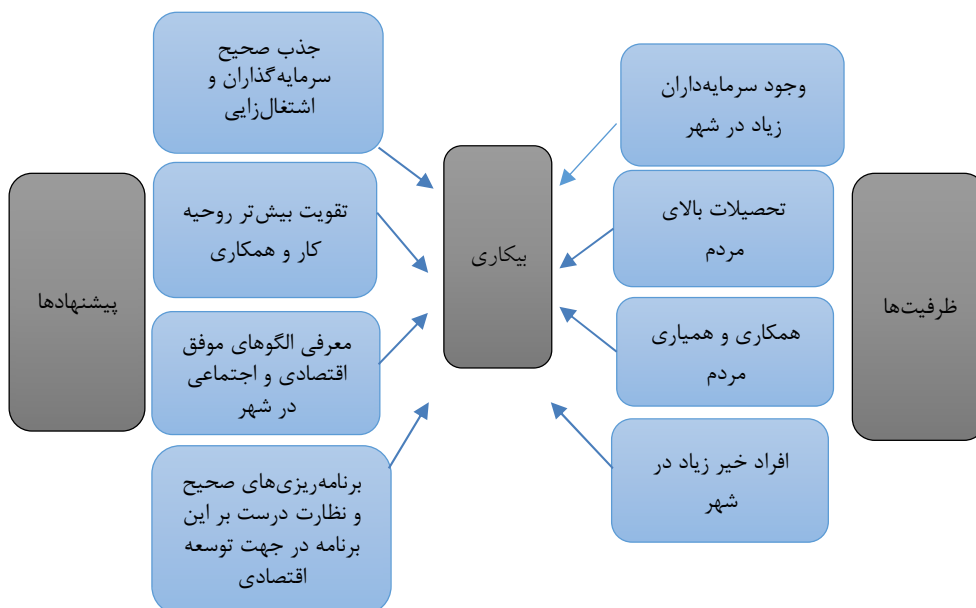 ظرفیت‌ها
وجود سرمایه‌داران
زیاد در شهر
تحصیلات بالای
مردم
همکاری و همیاری
مردم
افراد خیر زیاد در
شهر
بیکاری
جذب صحیح
سرمایه‌گذاران و
اشتغال‌زایی
تقویت بیش‌تر روحیه
کار و همکاری
معرفی الگوهای موفق
اقتصادی و اجتماعی
در شهر
برنامه‌ریزی‌های صحیح
و نظارت درست بر این
برنامه در جهت توسعه
اقتصادی
پیشنهادها